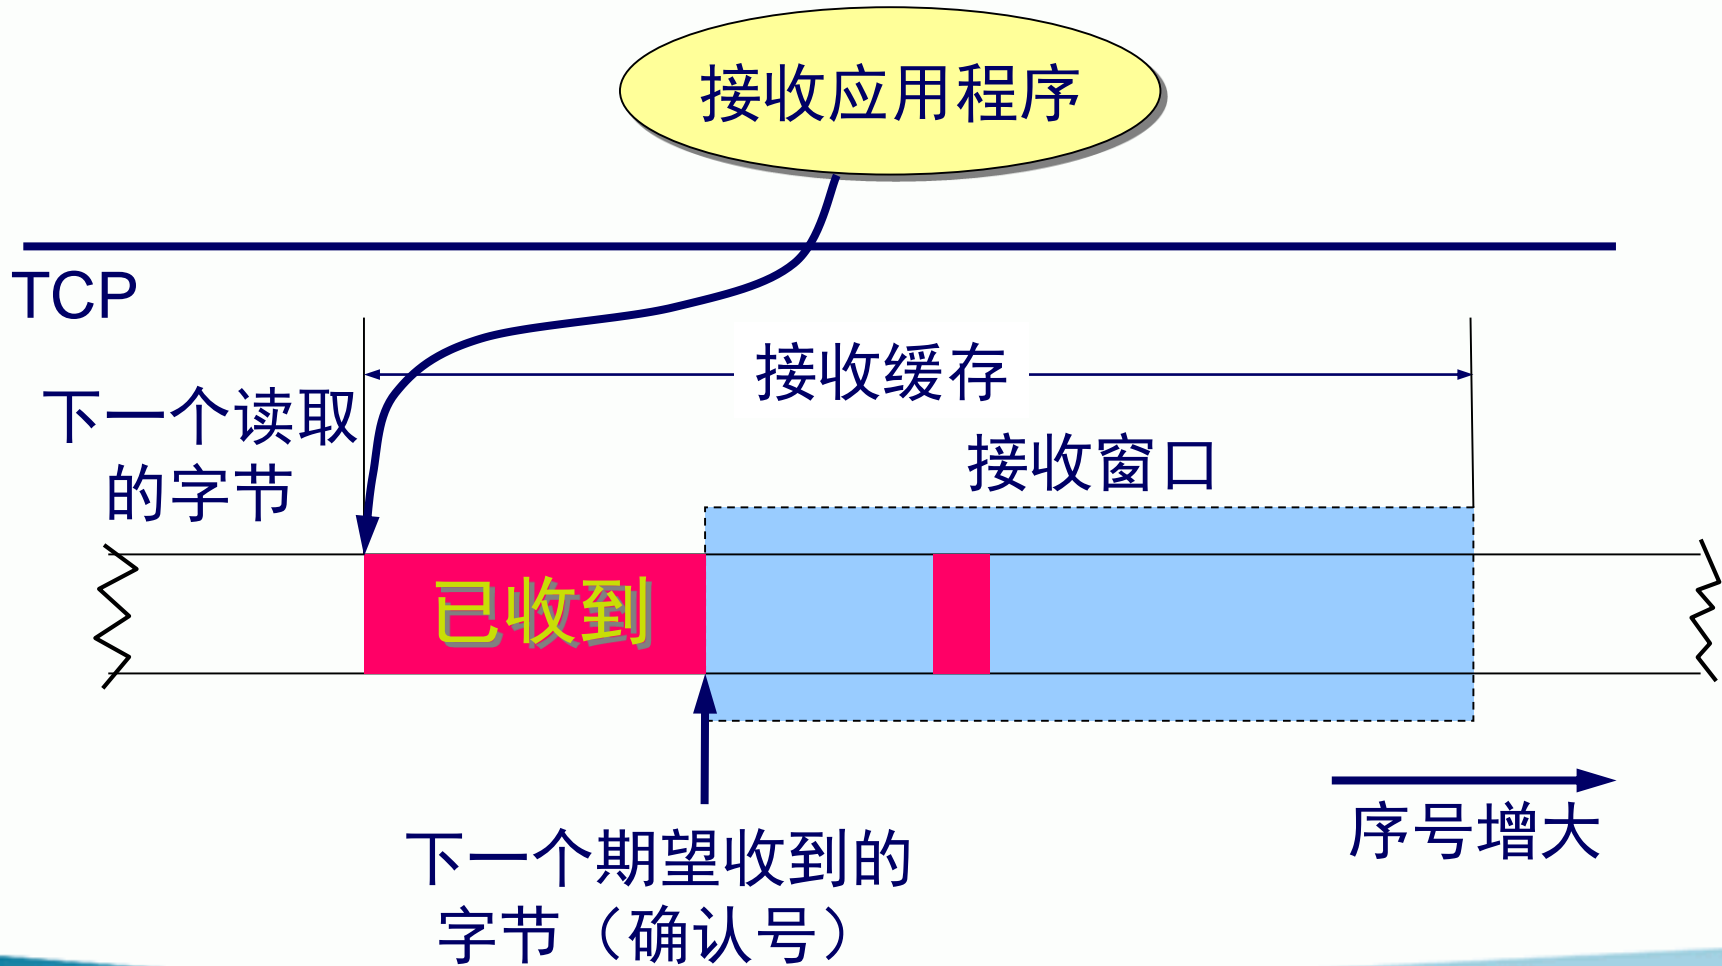 接收应用程序
TCP
接收缓存
下一个读取
的字节
接收窗口
已收到
序号增大
下一个期望收到的
字节（确认号）